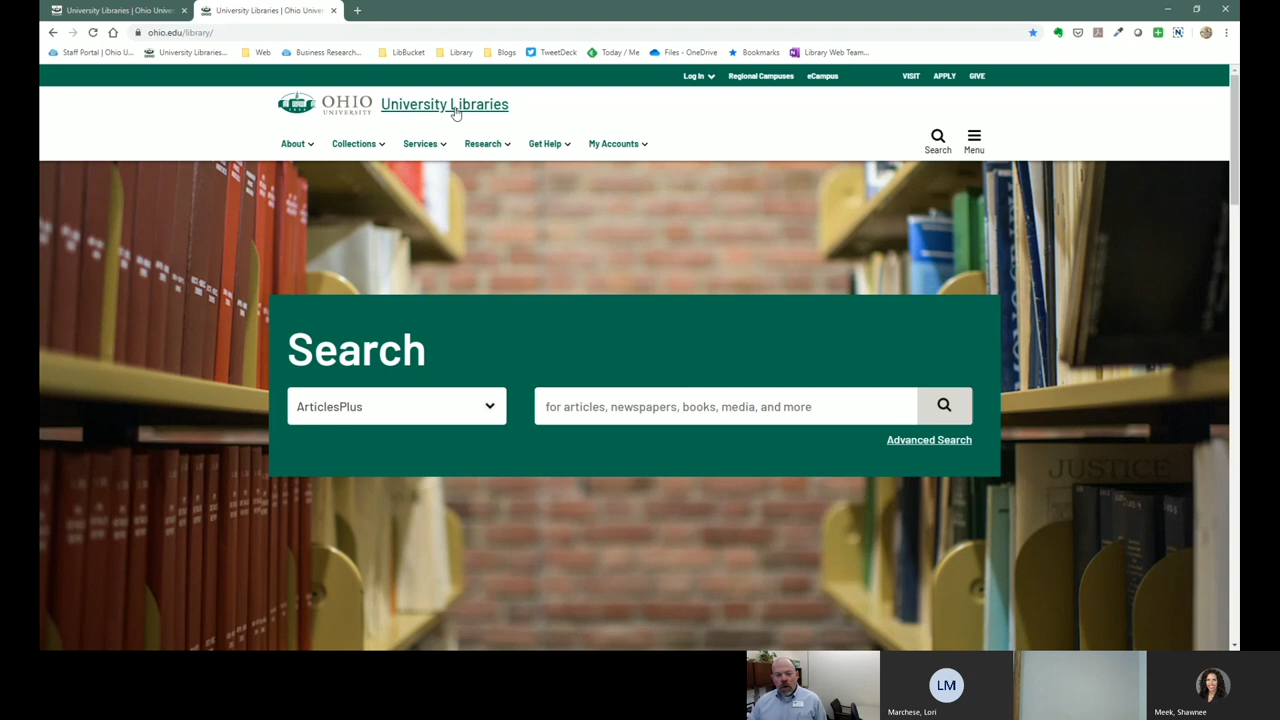 University Libraries | Ohio Univer
University Libraries | Ohio Univer
ohio.edu/library/
Staff Portal | Ohio U...
University Libraries...
Web
Business Research...
LibBucket
Library
Blogs
TweetDeck
Today / Me
Files - OneDrive
Bookmarks
Library Web Team...
Log In
Regional Campuses
eCampus
VISIT
APPLY
GIVE
OHIO
UNIVERSITY
University Libraries
About
Collections
Services
Research
Get Help
My Accounts
Search
Menu
Search
ArticlesPlus
for articles, newspapers, books, media, and more
Advanced Search
JUSTICE
LM
Marchese, Lori
Meek, Shawnee